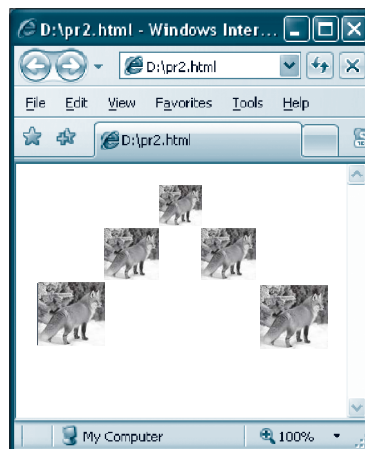 D:\pr2.html - Windows Inter...
D:\pr2.html
File Edit View Favorites Tools Help
D:\pr2.html
My Computer 100%